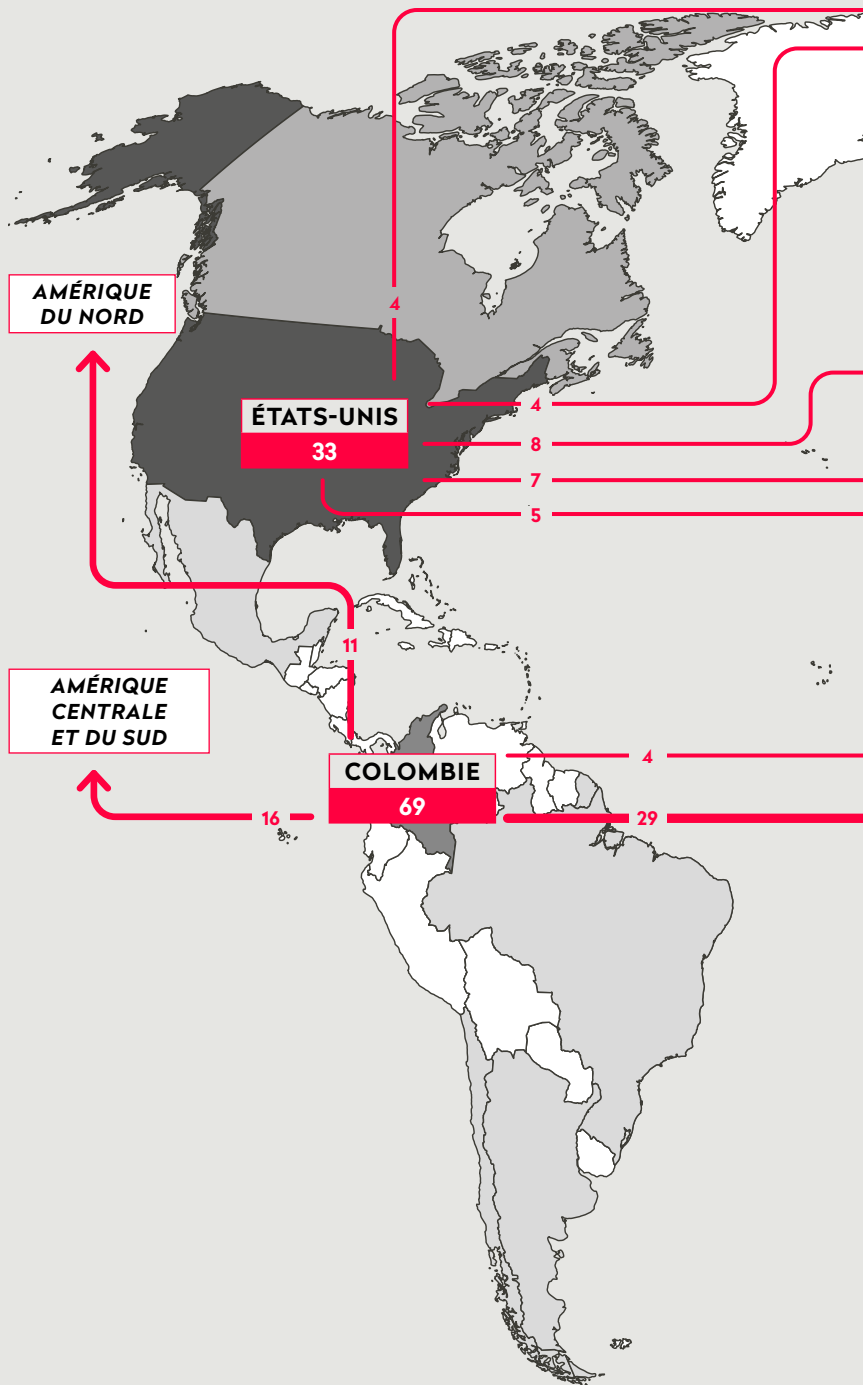 4
AMÉRIQUE
DU NORD
ÉTATS-UNIS
33
4
8
7
5
11
AMÉRIQUE
CENTRALE
ET DU SUD
COLOMBIE
69
4
16
29